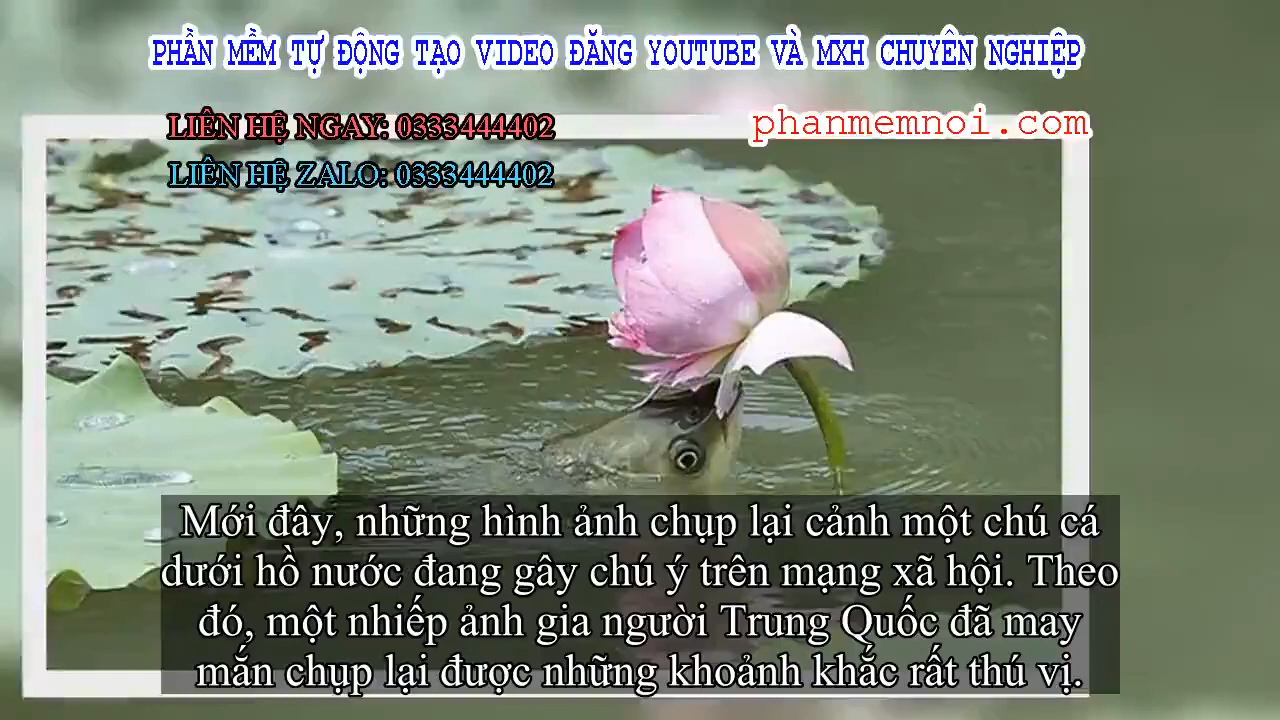 PHẦN MỀM TỰ ĐỘNG TẠO VIDEO ĐĂNG YOUTUBE VÀ MXH CHUYÊN NGHIỆP
LIÊN HỆ NGAY: 0333444402
phanmemnoi.com
LIÊN HỆ ZALO: 0333444402
Mới đây, những hình ảnh chụp lại cảnh một chú cá
dưới hồ nước đang gây chú ý trên mạng xã hội. Theo
đó, một nhiếp ảnh gia người Trung Quốc đã may
mắn chụp lại được những khoảnh khắc rất thú vị.